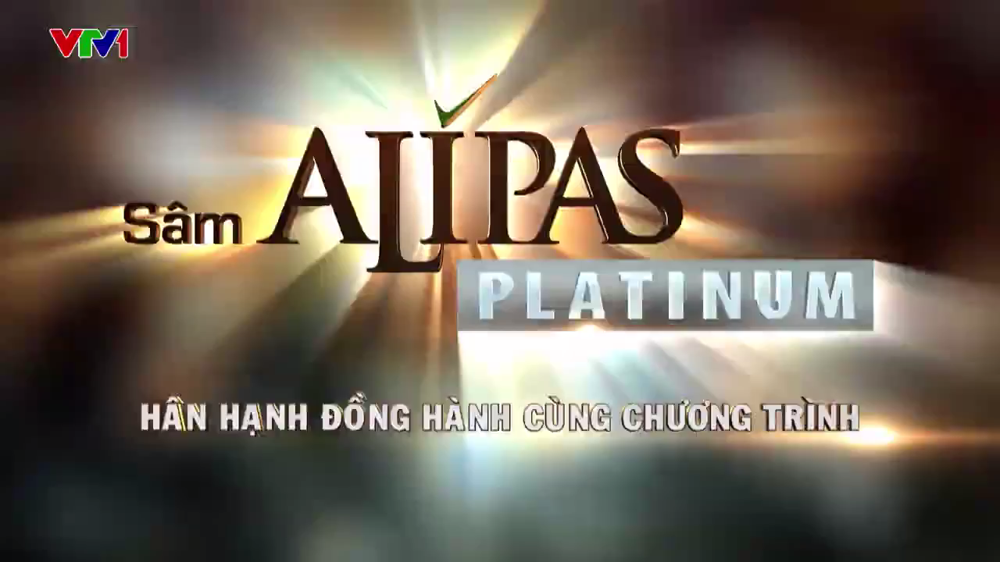 VTV1
Sâm ALIPAS
PLATINUM
HÂN HẠNH ĐỒNG HÀNH CÙNG CHƯƠNG TRÌNH